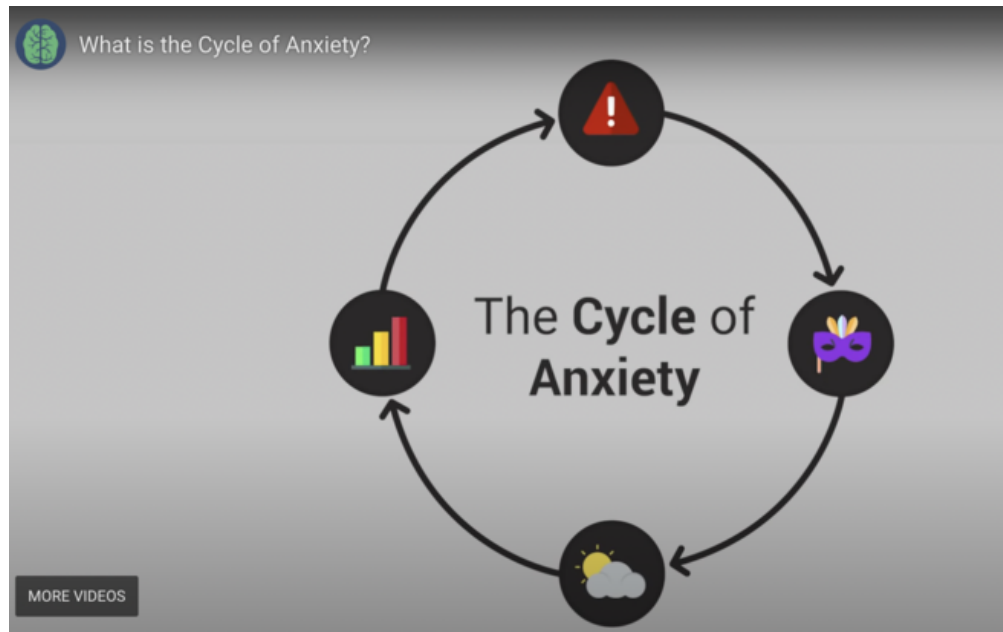 What is the Cycle of Anxiety?
The Cycle of
Anxiety
MORE VIDEOS